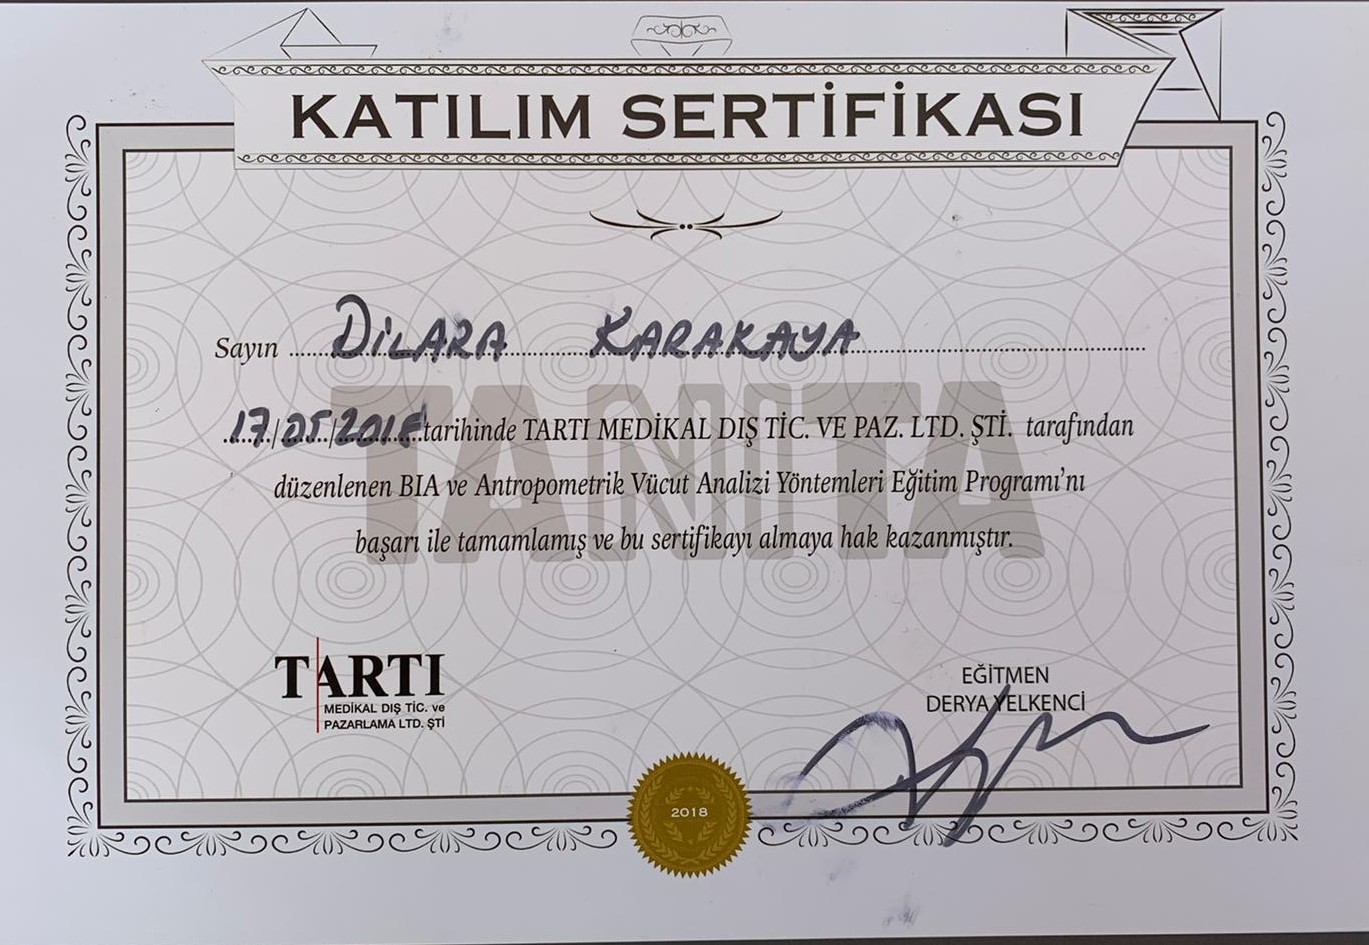 KATILIM SERTİFİKASI
Sayın DiLARA KARAKAYA
TANITA
17/05/2018 tarihinde TARTI MEDİKAL DIŞ TİC. VE PAZ. LTD. ŞTİ. tarafından
düzenlenen BIA ve Antropometrik Vücut Analizi Yöntemleri Eğitim Programı'nı
başarı ile tamamlamış ve bu sertifikayı almaya hak kazanmıştır.
TARTI
MEDİKAL DIŞ TİC. ve
PAZARLAMA LTD. ŞTİ
EĞİTMEN
DERYA YELKENCİ
2018